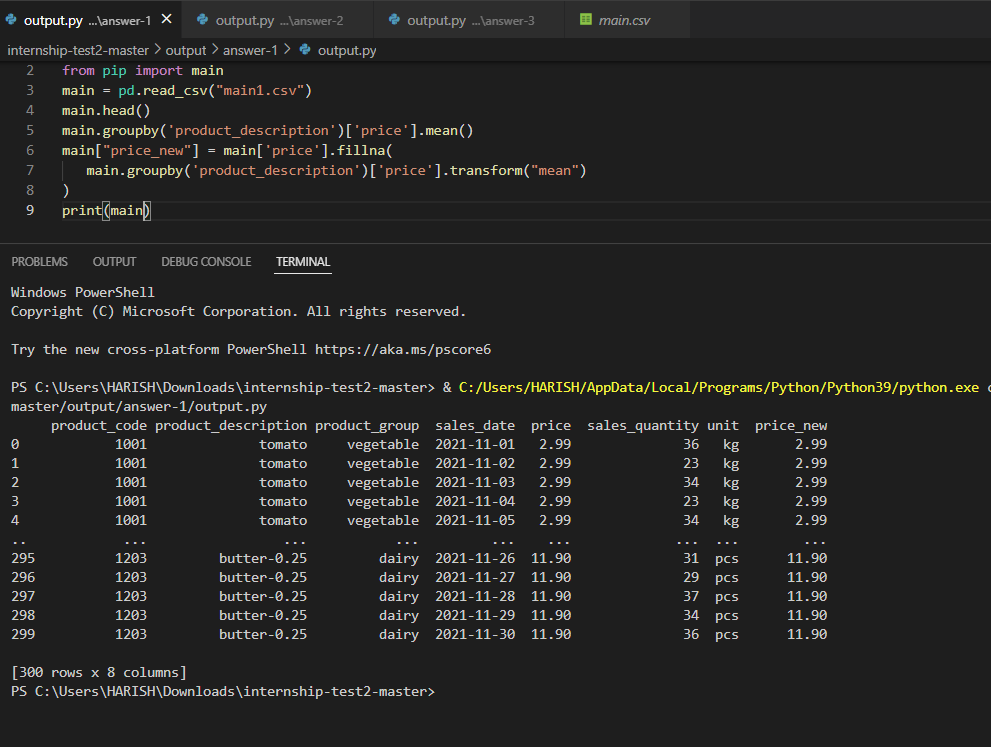 output.py ...\answer-1 output.py ...\answer-2 output.py ...\answer-3 main.csv
internship-test2-master > output > answer-1 > output.py
2 from pip import main
3 main = pd.read_csv("main1.csv")
4 main.head()
5 main.groupby('product_description')['price'].mean()
6 main["price_new"] = main['price'].fillna(
7 main.groupby('product_description')['price'].transform("mean")
8 )
9 print(main)
PROBLEMS OUTPUT DEBUG CONSOLE TERMINAL
Windows PowerShell
Copyright (C) Microsoft Corporation. All rights reserved.
Try the new cross-platform PowerShell https://aka.ms/pscore6
PS C:\Users\HARISH\Downloads\internship-test2-master> & C:/Users/HARISH/AppData/Local/Programs/Python/Python39/python.exe
master/output/answer-1/output.py
product_code product_description product_group sales_date price sales_quantity unit price_new
0 1001 tomato vegetable 2021-11-01 2.99 36 kg 2.99
1 1001 tomato vegetable 2021-11-02 2.99 23 kg 2.99
2 1001 tomato vegetable 2021-11-03 2.99 34 kg 2.99
3 1001 tomato vegetable 2021-11-04 2.99 23 kg 2.99
4 1001 tomato vegetable 2021-11-05 2.99 34 kg 2.99
.. ... ... ... ... ... ... ... ...
295 1203 butter-0.25 dairy 2021-11-26 11.90 31 pcs 11.90
296 1203 butter-0.25 dairy 2021-11-27 11.90 29 pcs 11.90
297 1203 butter-0.25 dairy 2021-11-28 11.90 37 pcs 11.90
298 1203 butter-0.25 dairy 2021-11-29 11.90 34 pcs 11.90
299 1203 butter-0.25 dairy 2021-11-30 11.90 36 pcs 11.90
[300 rows x 8 columns]
PS C:\Users\HARISH\Downloads\internship-test2-master>